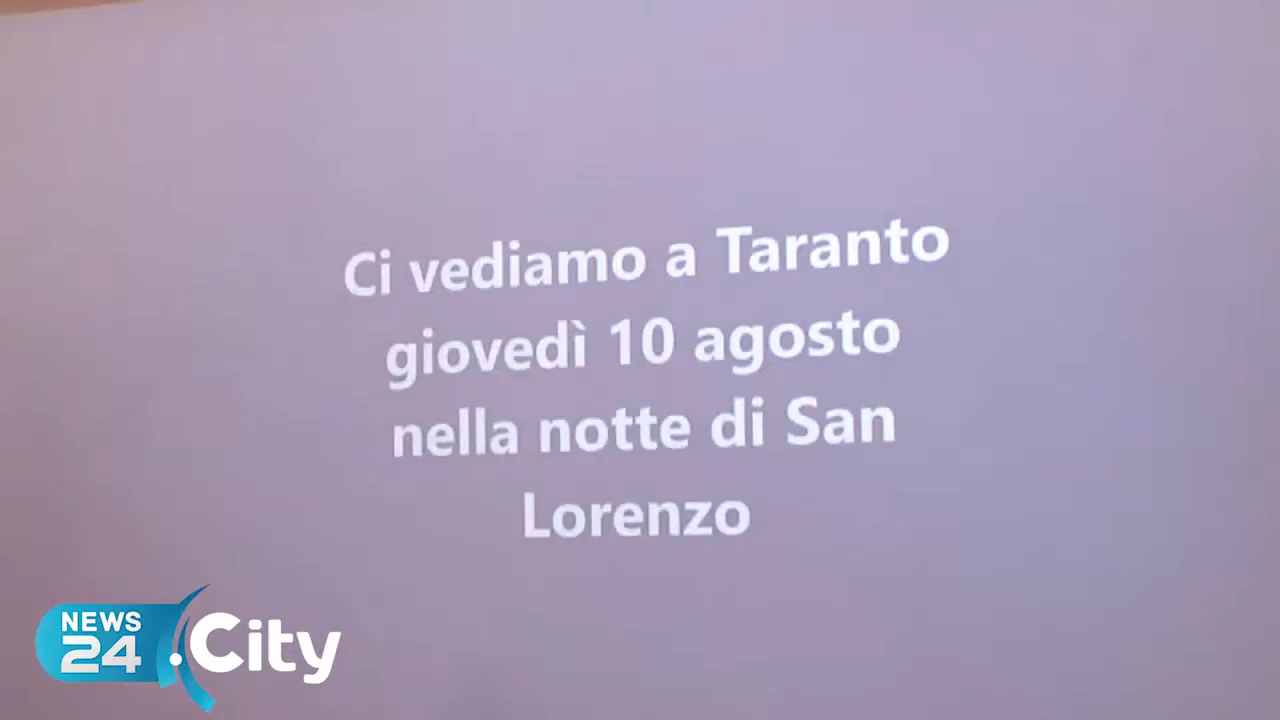 Ci vediamo a Taranto
giovedì 10 agosto
nella notte di San
Lorenzo
NEWS
24
.City